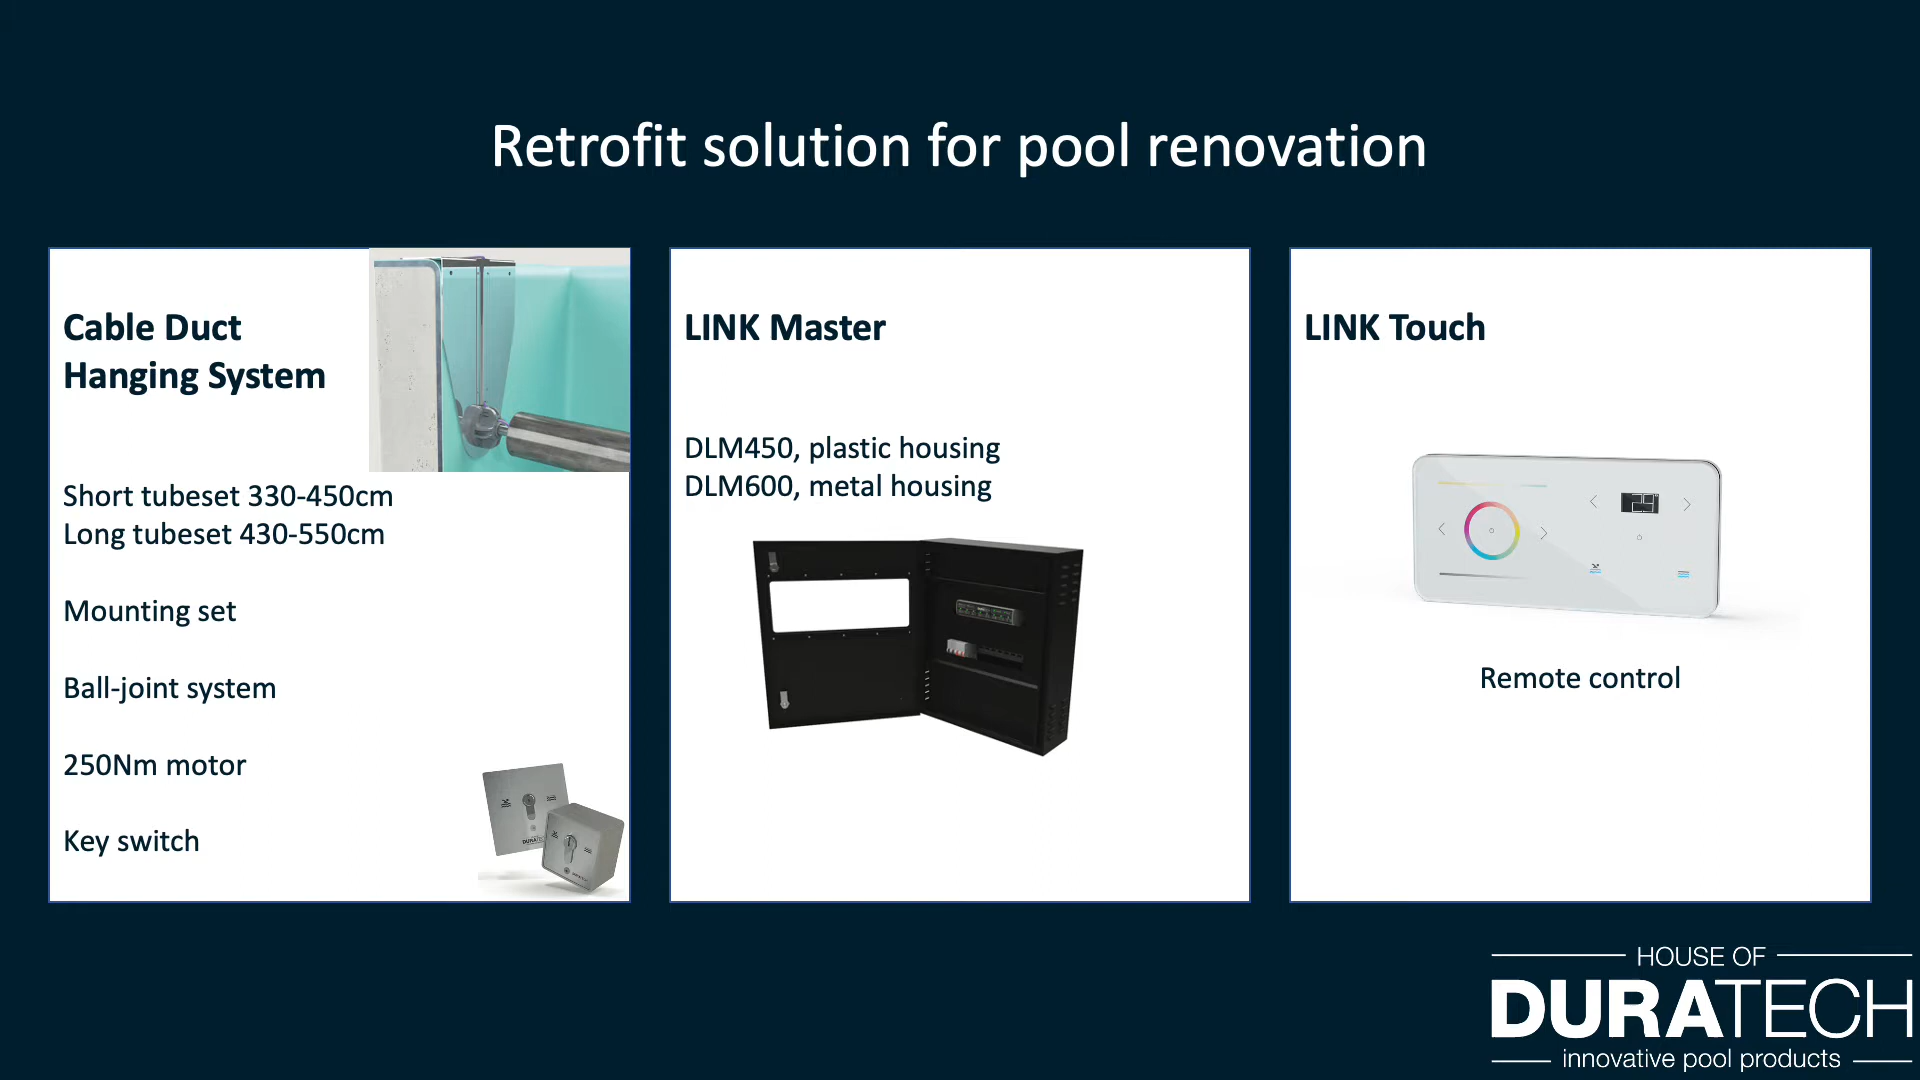 Retrofit solution for pool renovation
Cable Duct
Hanging System
Short tubeset 330-450cm
Long tubeset 430-550cm
Mounting set
Ball-joint system
250Nm motor
Key switch
DURATECH
LINK Master
DLM450, plastic housing
DLM600, metal housing
LINK Touch
29
Remote control
HOUSE OF
DURATECH
innovative pool products